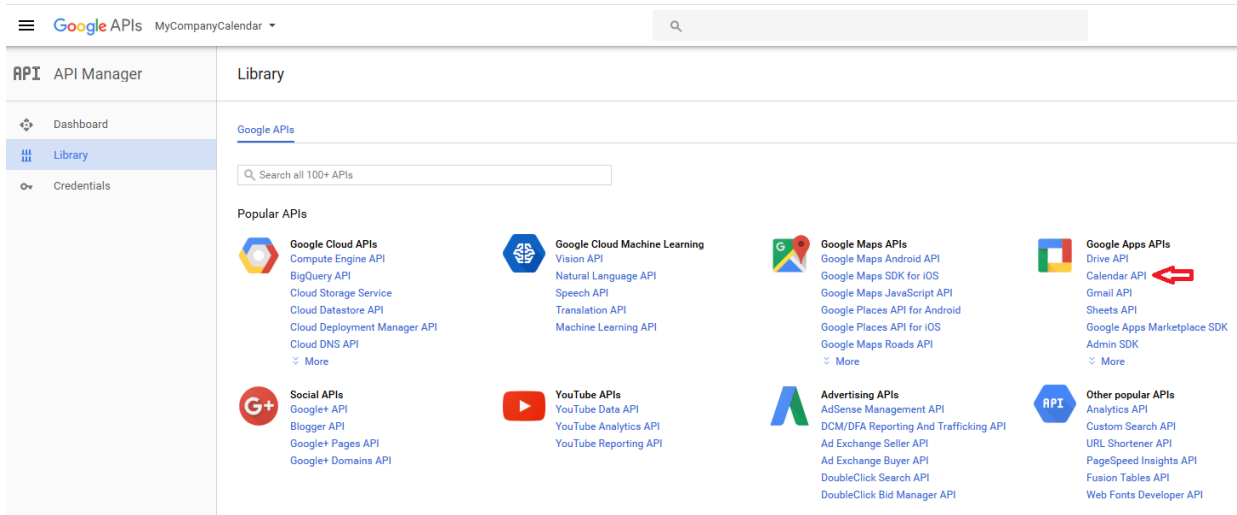 Google APIs MyCompanyCalendar
API API Manager
Library
Dashboard
Library
Credentials
Google APIs
Search all 100+ APIs
Popular APIs
Google Cloud APIs
Compute Engine API
BigQuery API
Cloud Storage Service
Cloud Datastore API
Cloud Deployment Manager API
Cloud DNS API
More
Google Cloud Machine Learning
Vision API
Natural Language API
Speech API
Translation API
Machine Learning API
G
Google Maps APIs
Google Maps Android API
Google Maps SDK for iOS
Google Maps JavaScript API
Google Places API for Android
Google Places API for iOS
Google Maps Roads API
More
Google Apps APIs
Drive API
Calendar API
Gmail API
Sheets API
Google Apps Marketplace SDK
Admin SDK
More
G+
Social APIs
Google+ API
Blogger API
Google+ Pages API
Google+ Domains API
YouTube APIs
YouTube Data API
YouTube Analytics API
YouTube Reporting API
Advertising APIs
AdSense Management API
DCM/DFA Reporting And Trafficking API
Ad Exchange Seller API
Ad Exchange Buyer API
DoubleClick Search API
DoubleClick Bid Manager API
API
Other popular APIs
Analytics API
Custom Search API
URL Shortener API
PageSpeed Insights API
Fusion Tables API
Web Fonts Developer API